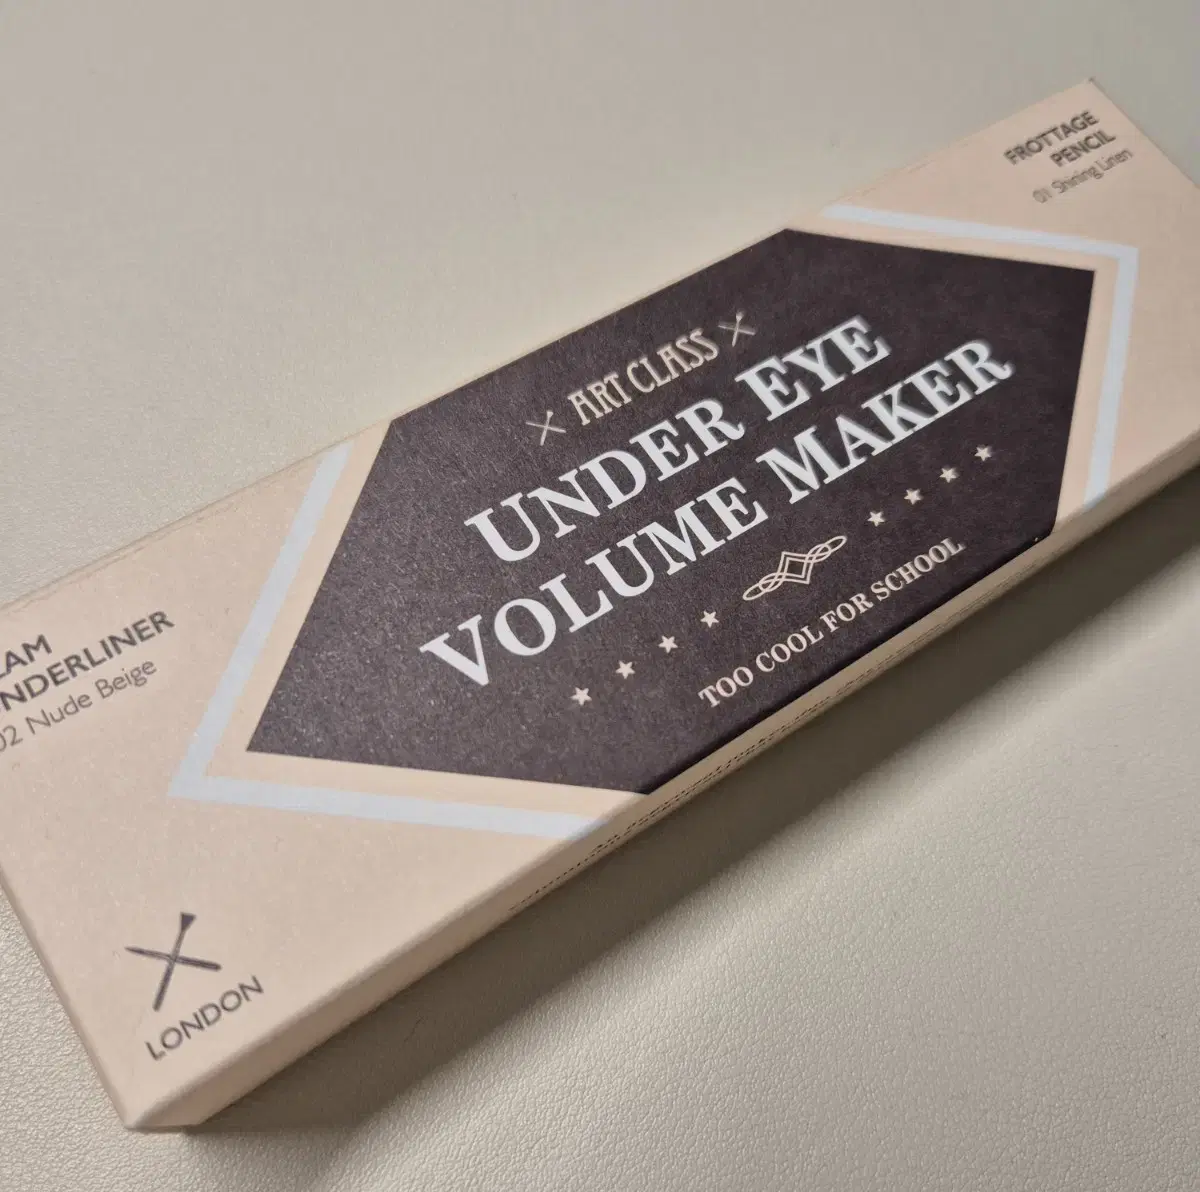 FROTTAGE
PENCIL
01 Shining Linen
ART CLASS
UNDER EYE
VOLUME MAKER
TOO COOL FOR SCHOOL
LAM
NDERLINER
02 Nude Beige
LONDON